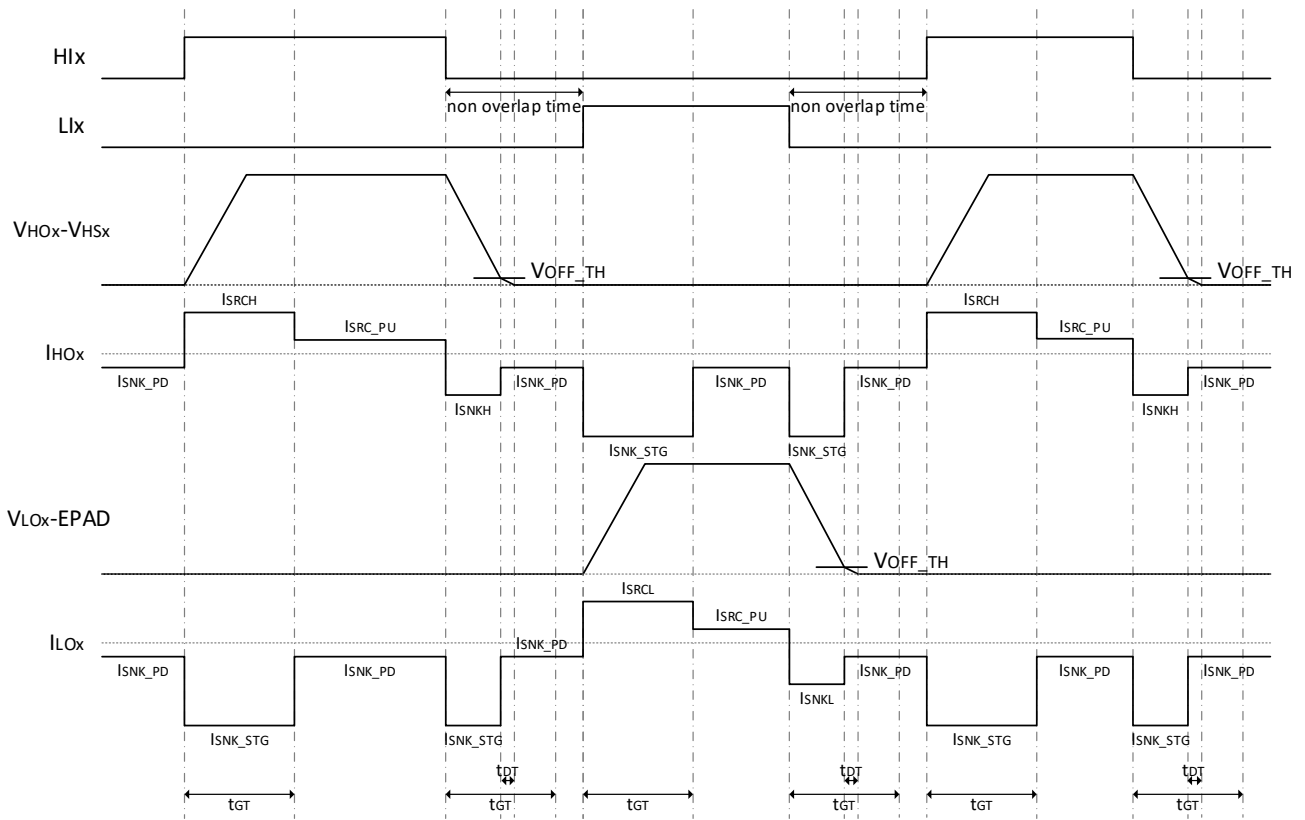 HIx
non overlap time
non overlap time
LIx
VHOx-VHSx
VOFF_TH
VOFF_TH
ISRCH
ISRCH
ISRC_PU
ISRC_PU
IHOx
ISNK_PD
ISNK_PD
ISNK_PD
ISNK_PD
ISNK_PD
ISNKH
ISNKH
ISNK_STG
ISNK_STG
VLOx-EPAD
VOFF_TH
ISRCL
ISRC_PU
ILOx
ISNK_PD
ISNK_PD
ISNK_PD
ISNK_PD
ISNK_PD
ISNK_PD
ISNKL
ISNK_STG
ISNK_STG
ISNK_STG
ISNK_STG
tDT
tDT
tDT
tGT
tGT
tGT
tGT
tGT
tGT